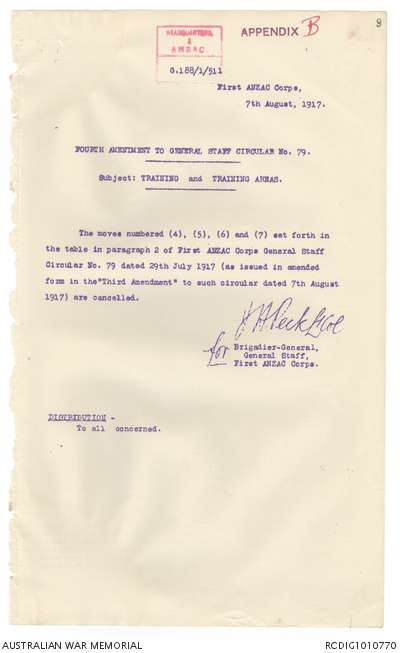 9
APPENDIX B
HEADQUARTERS,
ANZAC
G.188/1/311
First ANZAC Corps,
7th August, 1917.
FOURTH AMENDMENT TO GENERAL STAFF CIRCULAR No. 79.
Subject: TRAINING and TRAINING AREAS.
The moves numbered (4), (5), (6) and (7) set forth in
the table in paragraph 2 of First ANZAC Corps General Staff
Circular No. 79 dated 29th July 1917 (as issued in amended
form in the "Third Amendment" to such circular dated 7th August
1917) are cancelled.
JHPeck Lt Col
for Brigadier-General,
General Staff,
First ANZAC Corps.
DISTRIBUTION -
To all concerned.
AUSTRALIAN WAR MEMORIAL
RCDIG1010770